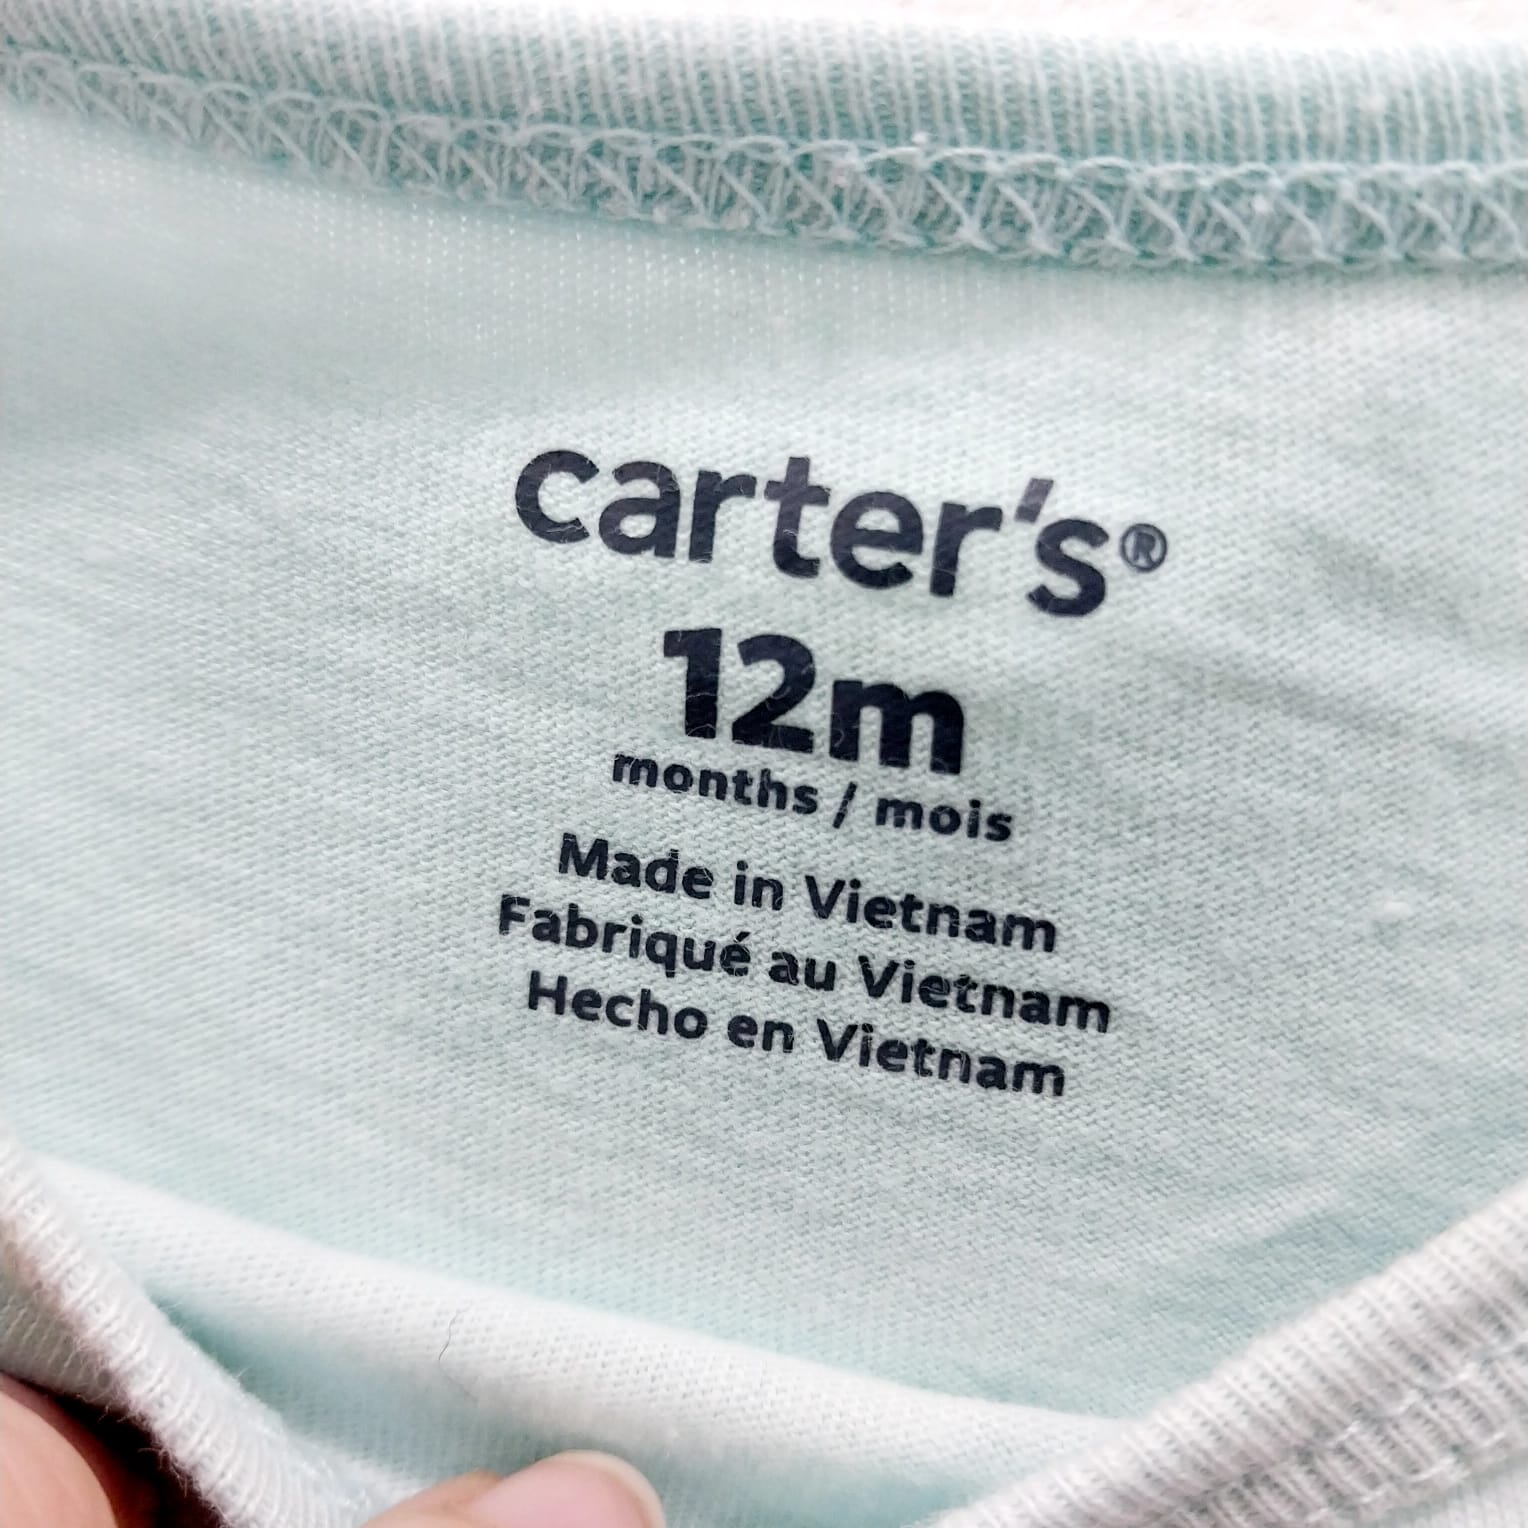 carter's®
12m
months / mois
Made in Vietnam
Fabriqué au Vietnam
Hecho en Vietnam